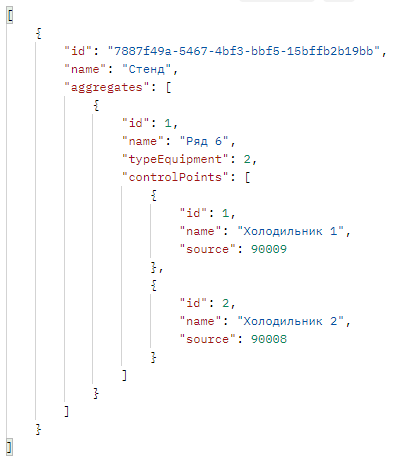 [
    {
        "id": "7887f49a-5467-4bf3-bbf5-15bffb2b19bb",
        "name": "Стенд",
        "aggregates": [
            {
                "id": 1,
                "name": "Ряд 6",
                "typeEquipment": 2,
                "controlPoints": [
                    {
                        "id": 1,
                        "name": "Холодильник 1",
                        "source": 90009
                    },
                    {
                        "id": 2,
                        "name": "Холодильник 2",
                        "source": 90008
                    }
                ]
            }
        ]
    }
]